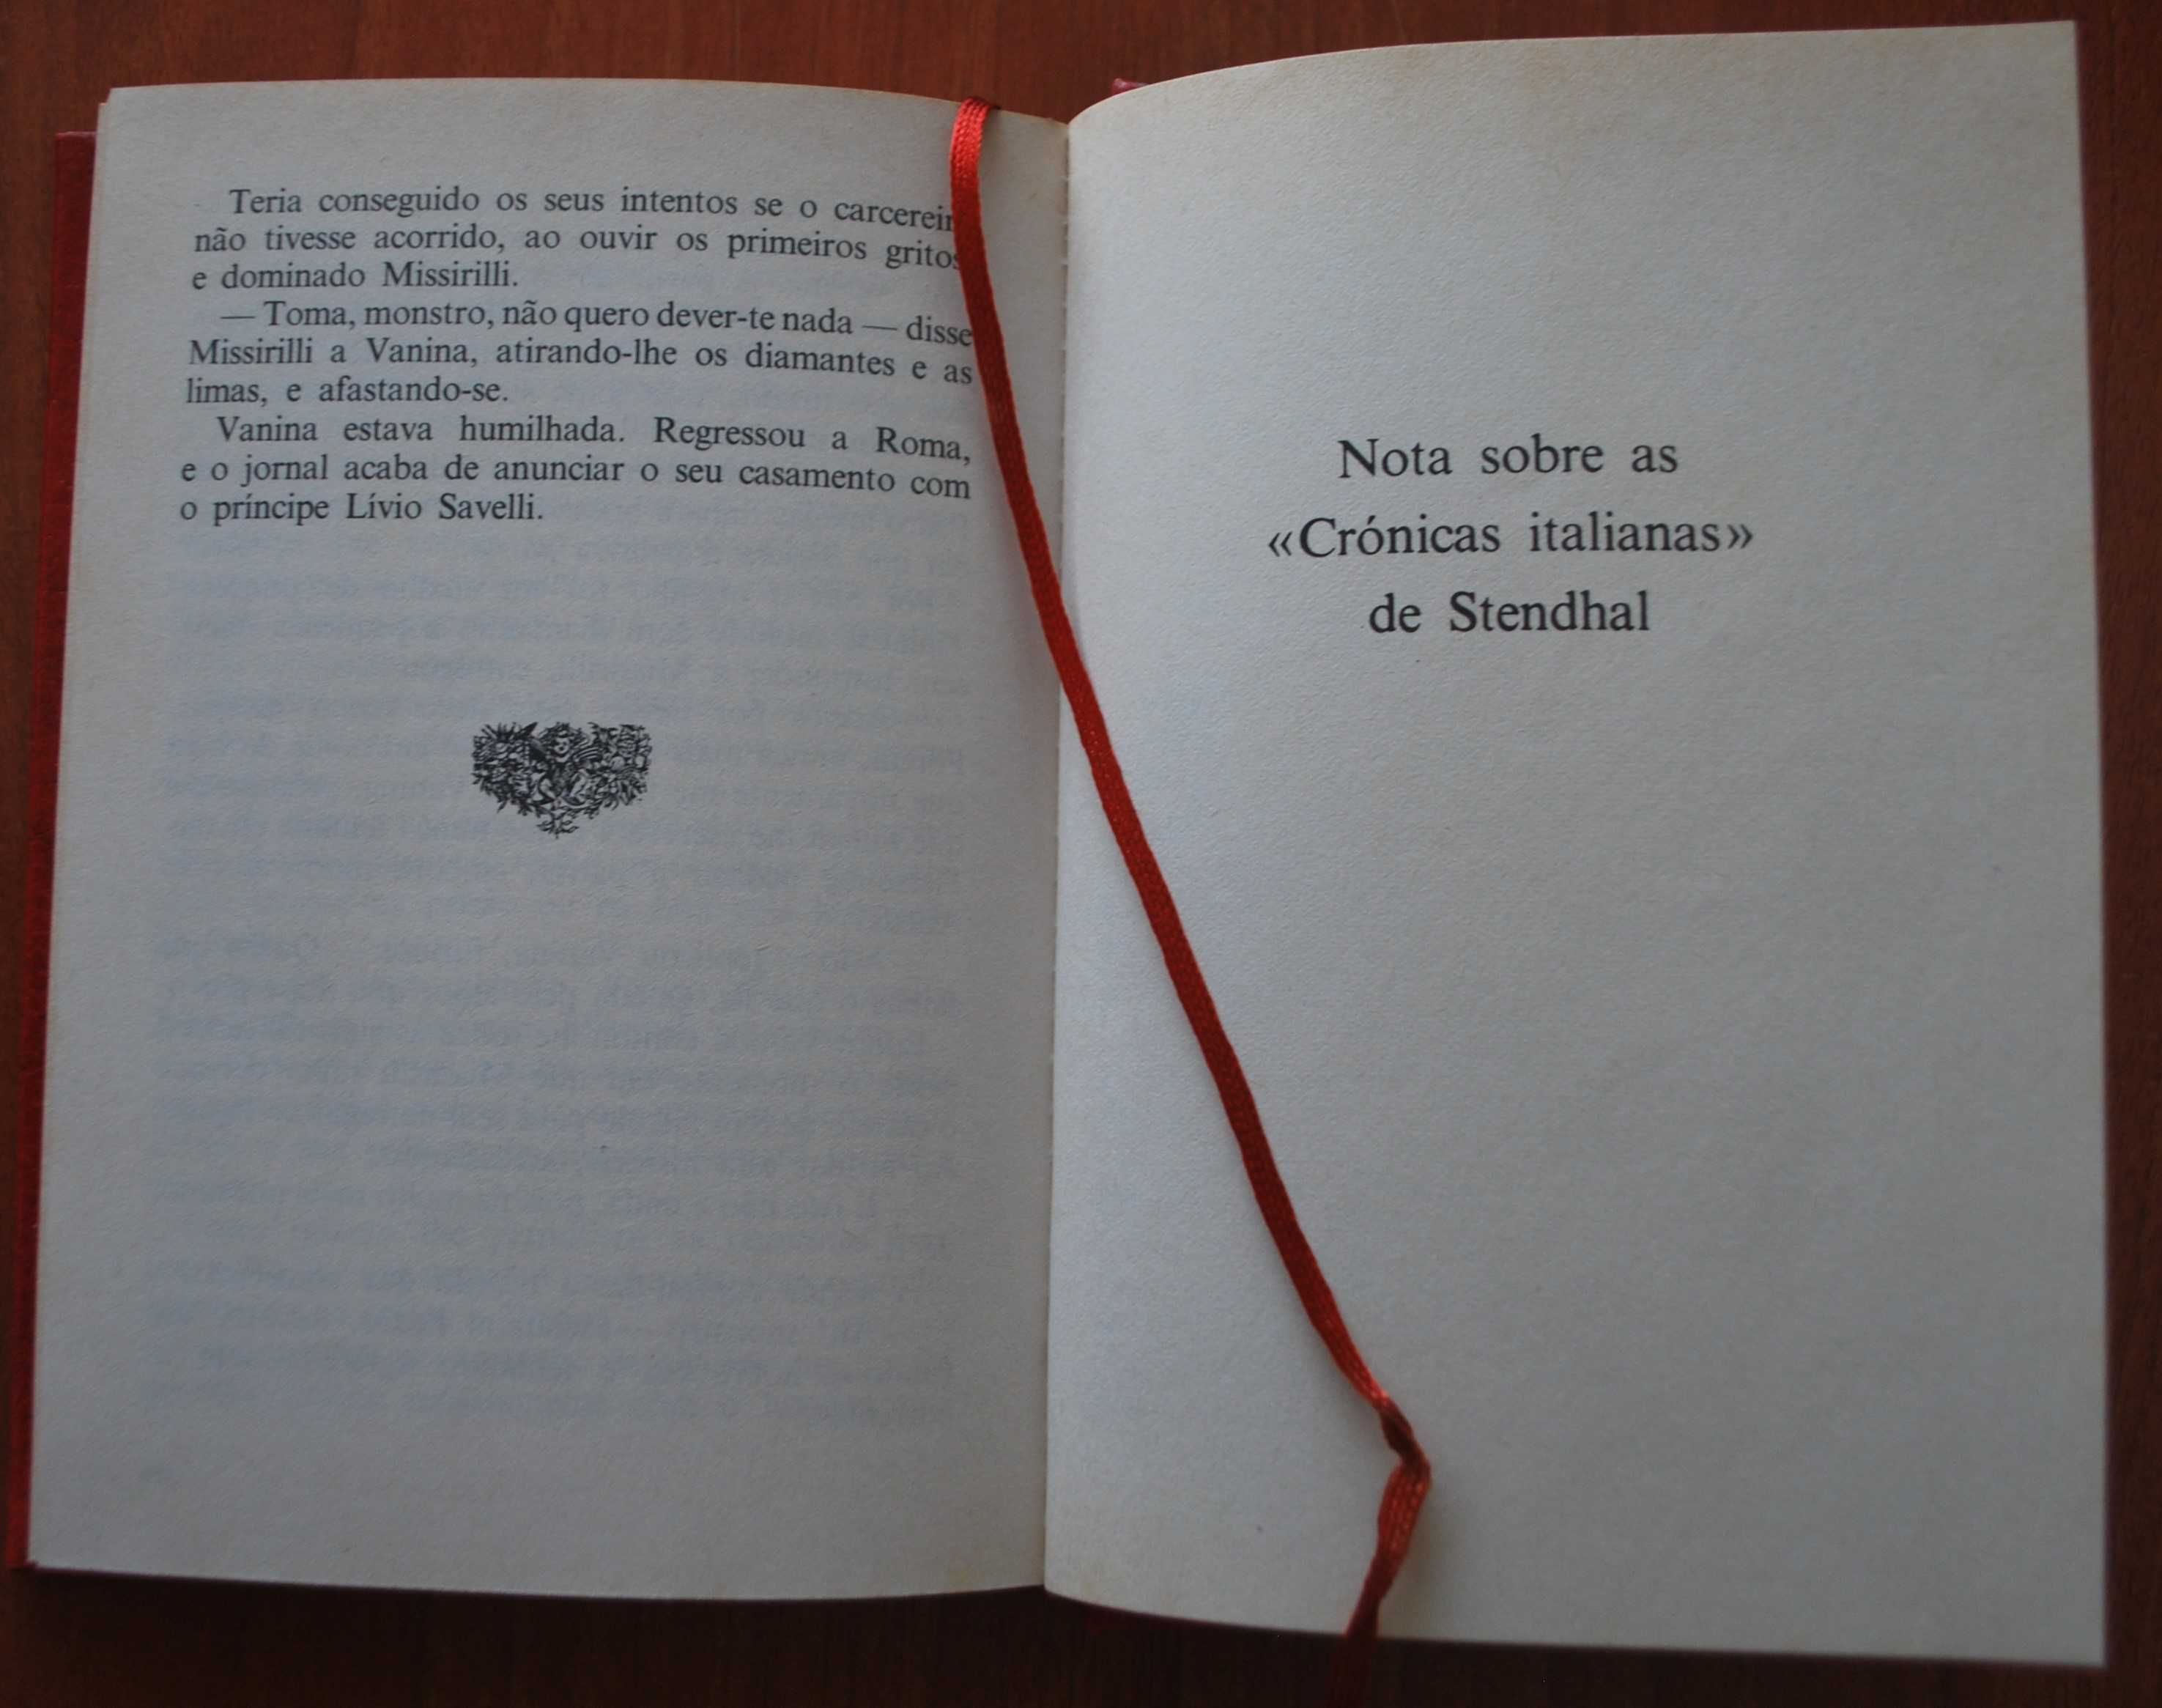 Teria conseguido os seus intentos se o carcereir
não tivesse acorrido, ao ouvir os primeiros gritos
e dominado Missirilli.
— Toma, monstro, não quero dever-te nada — disse
Missirilli a Vanina, atirando-lhe os diamantes e as
limas, e afastando-se.
Vanina estava humilhada. Regressou a Roma,
e o jornal acaba de anunciar o seu casamento com
o príncipe Lívio Savelli.
Nota sobre as
«Crónicas italianas»
de Stendhal